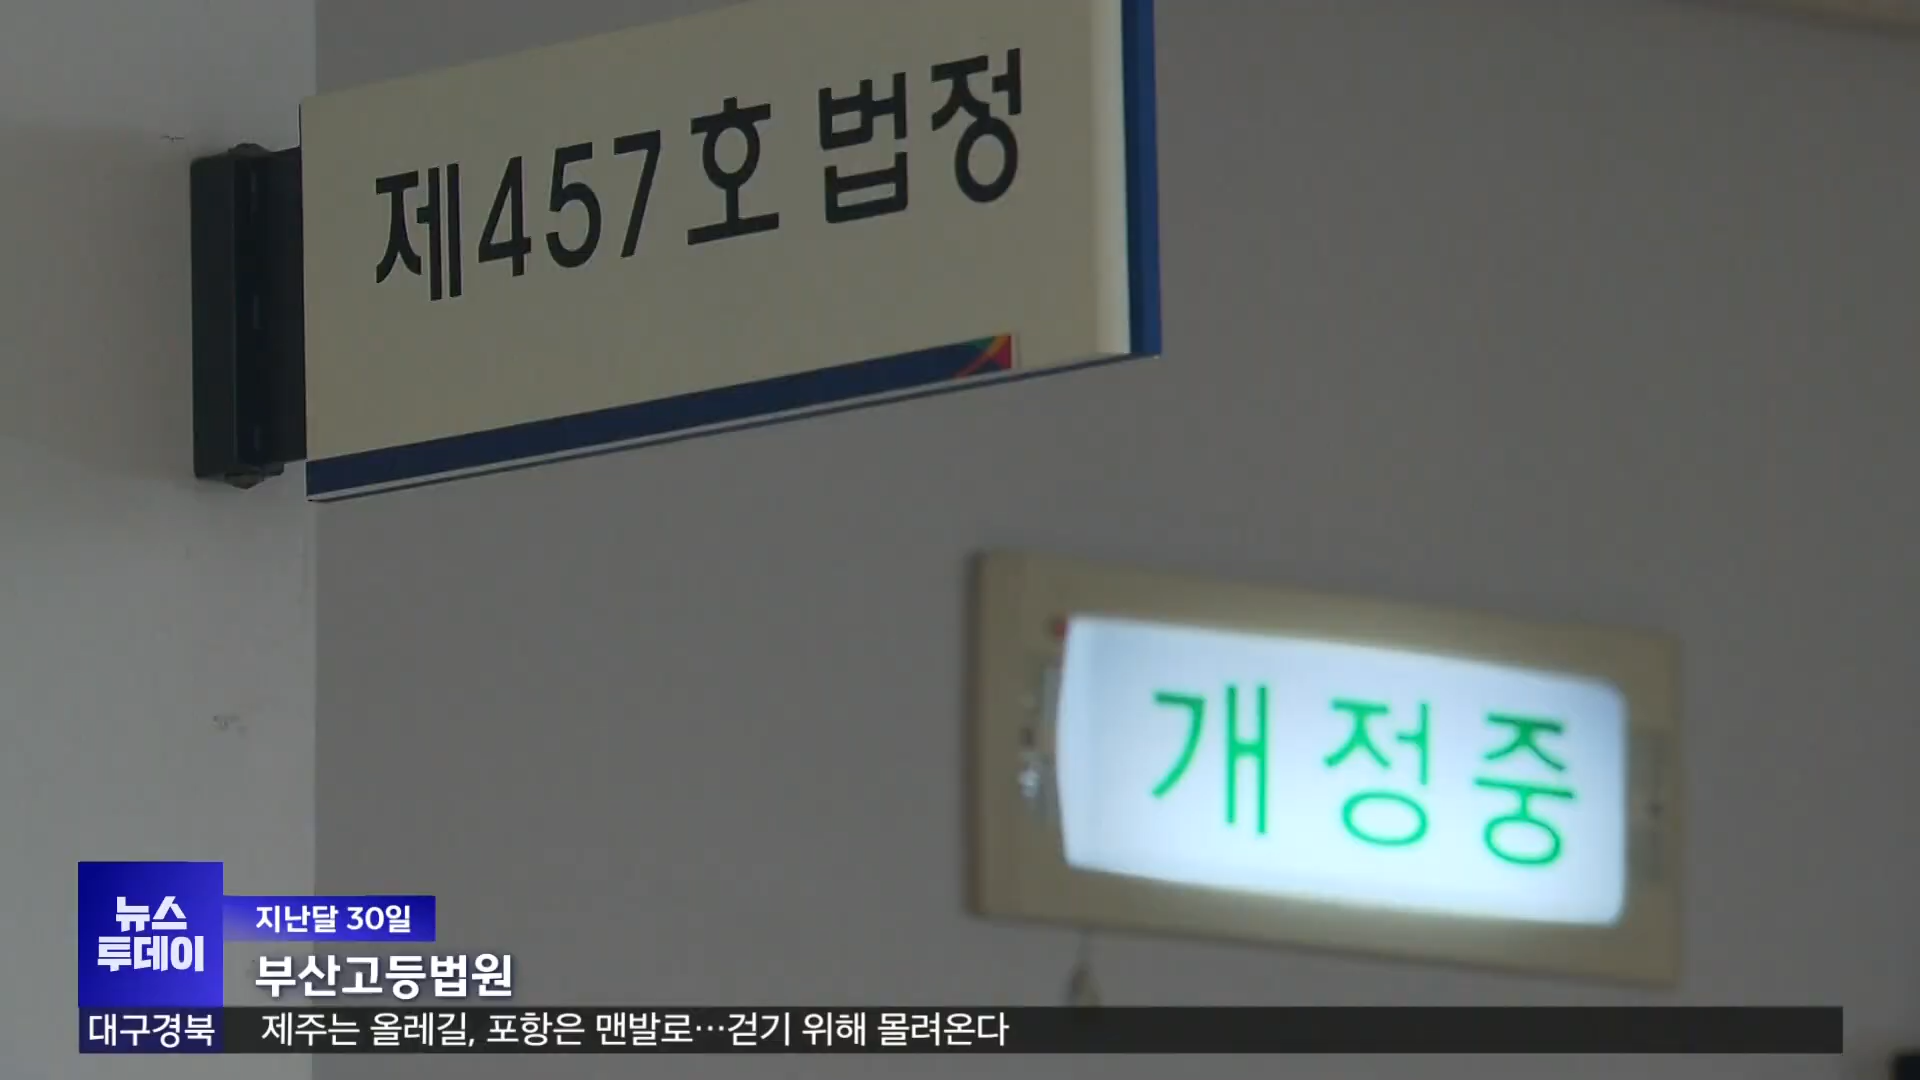 제457호법정
개정중
뉴스
투데이
지난달 30일
부산고등법원
대구경북
제주는 올레길, 포항은 맨발로…걷기 위해 몰려온다